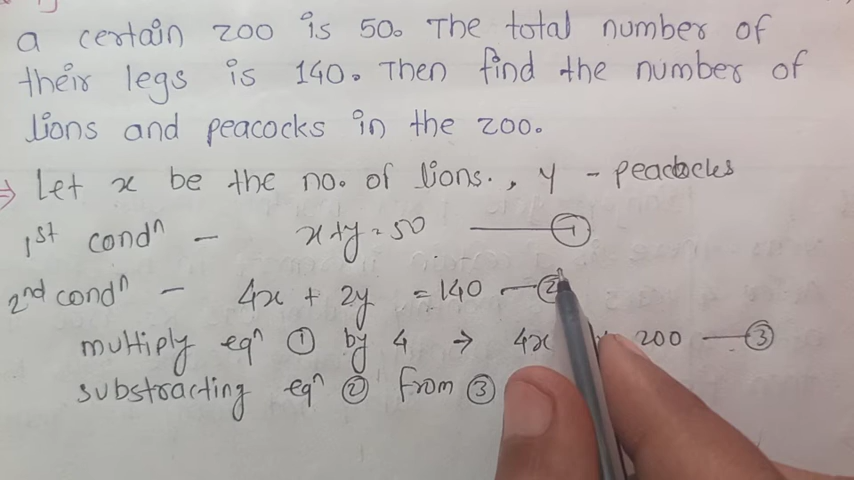 a certain zoo is 50. The total number of
their legs is 140. Then find the number of
lions and peacocks in the zoo.
⇒ Let x be the no. of lions., y - peacocks
1st condn - x+y=50 —— ①
2nd condn - 4x + 2y = 140 — ②
multiply eqn ① by 4 → 4x 200 —— ③
substracting eqn ② from ③